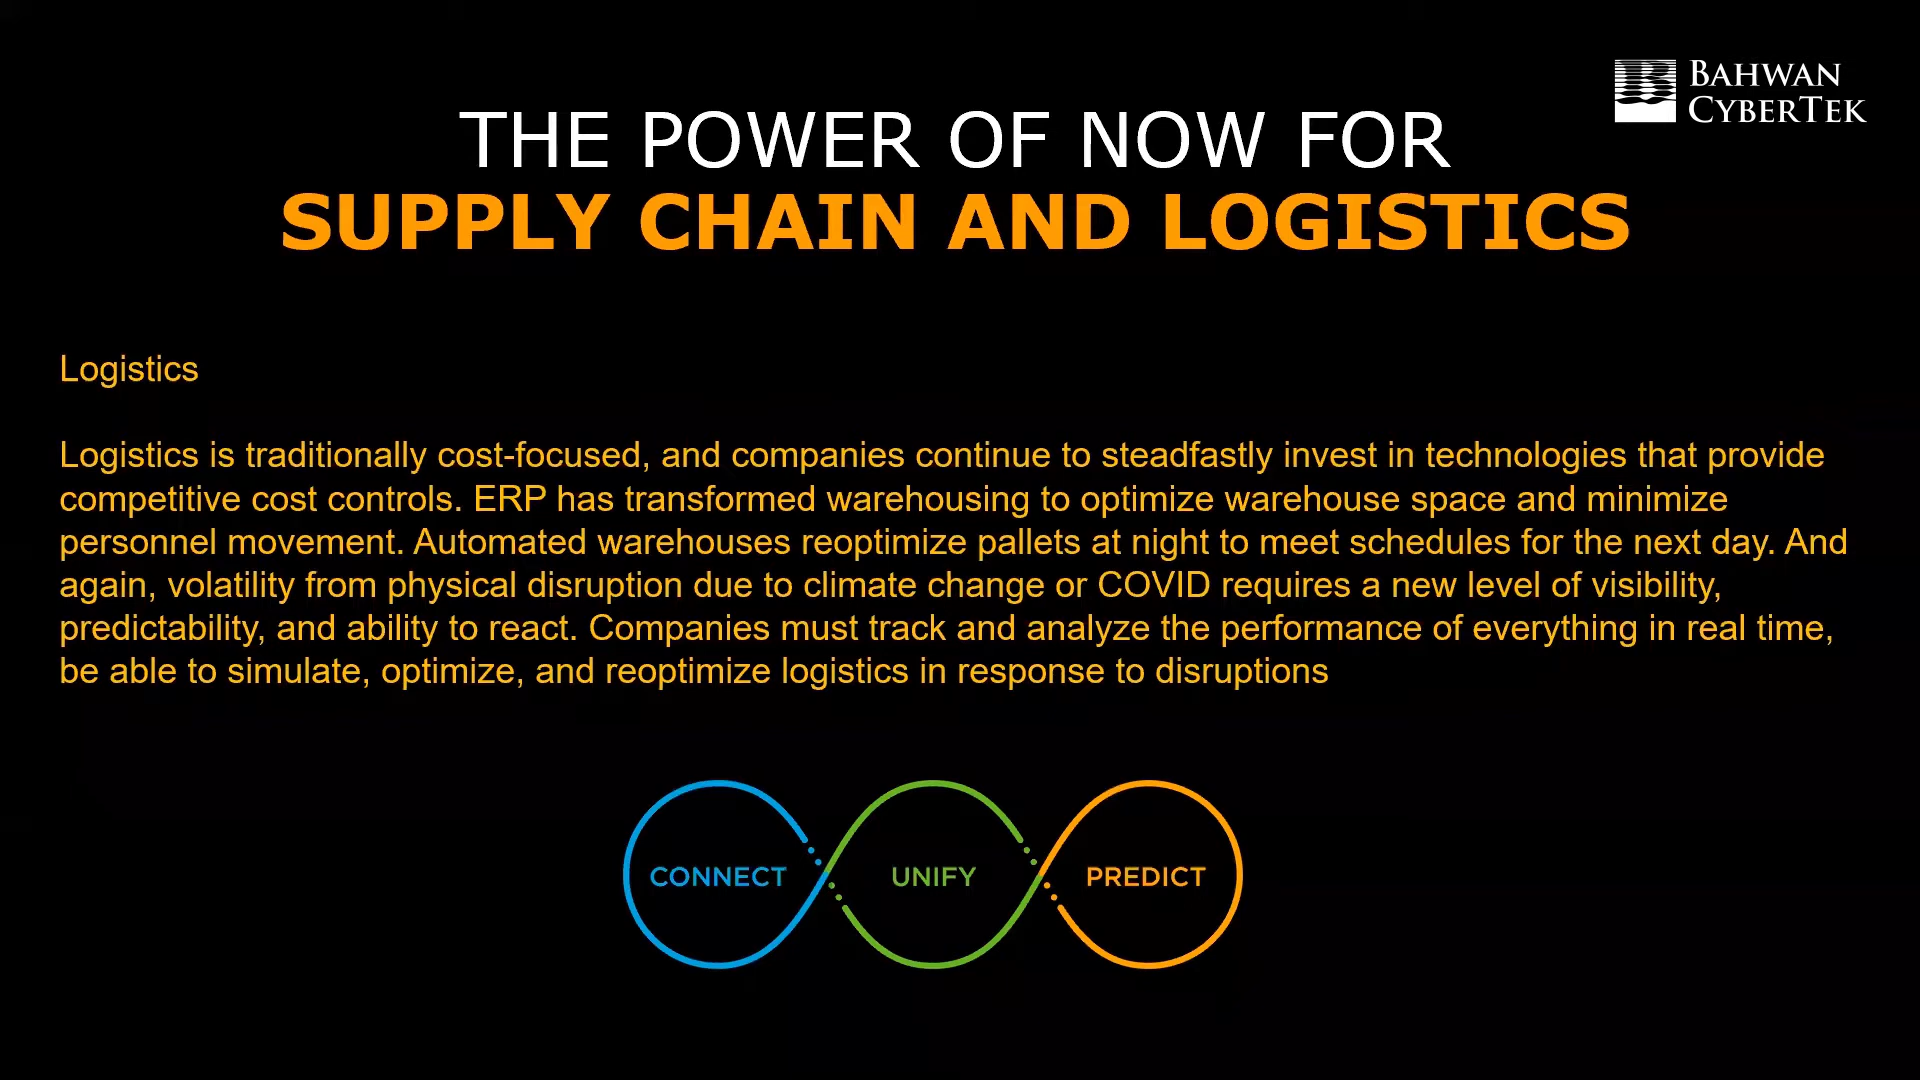 BAHWAN
CYBERTEK
THE POWER OF NOW FOR
SUPPLY CHAIN AND LOGISTICS
Logistics
Logistics is traditionally cost-focused, and companies continue to steadfastly invest in technologies that provide
competitive cost controls. ERP has transformed warehousing to optimize warehouse space and minimize
personnel movement. Automated warehouses reoptimize pallets at night to meet schedules for the next day. And
again, volatility from physical disruption due to climate change or COVID requires a new level of visibility,
predictability, and ability to react. Companies must track and analyze the performance of everything in real time,
be able to simulate, optimize, and reoptimize logistics in response to disruptions
CONNECT
UNIFY
PREDICT